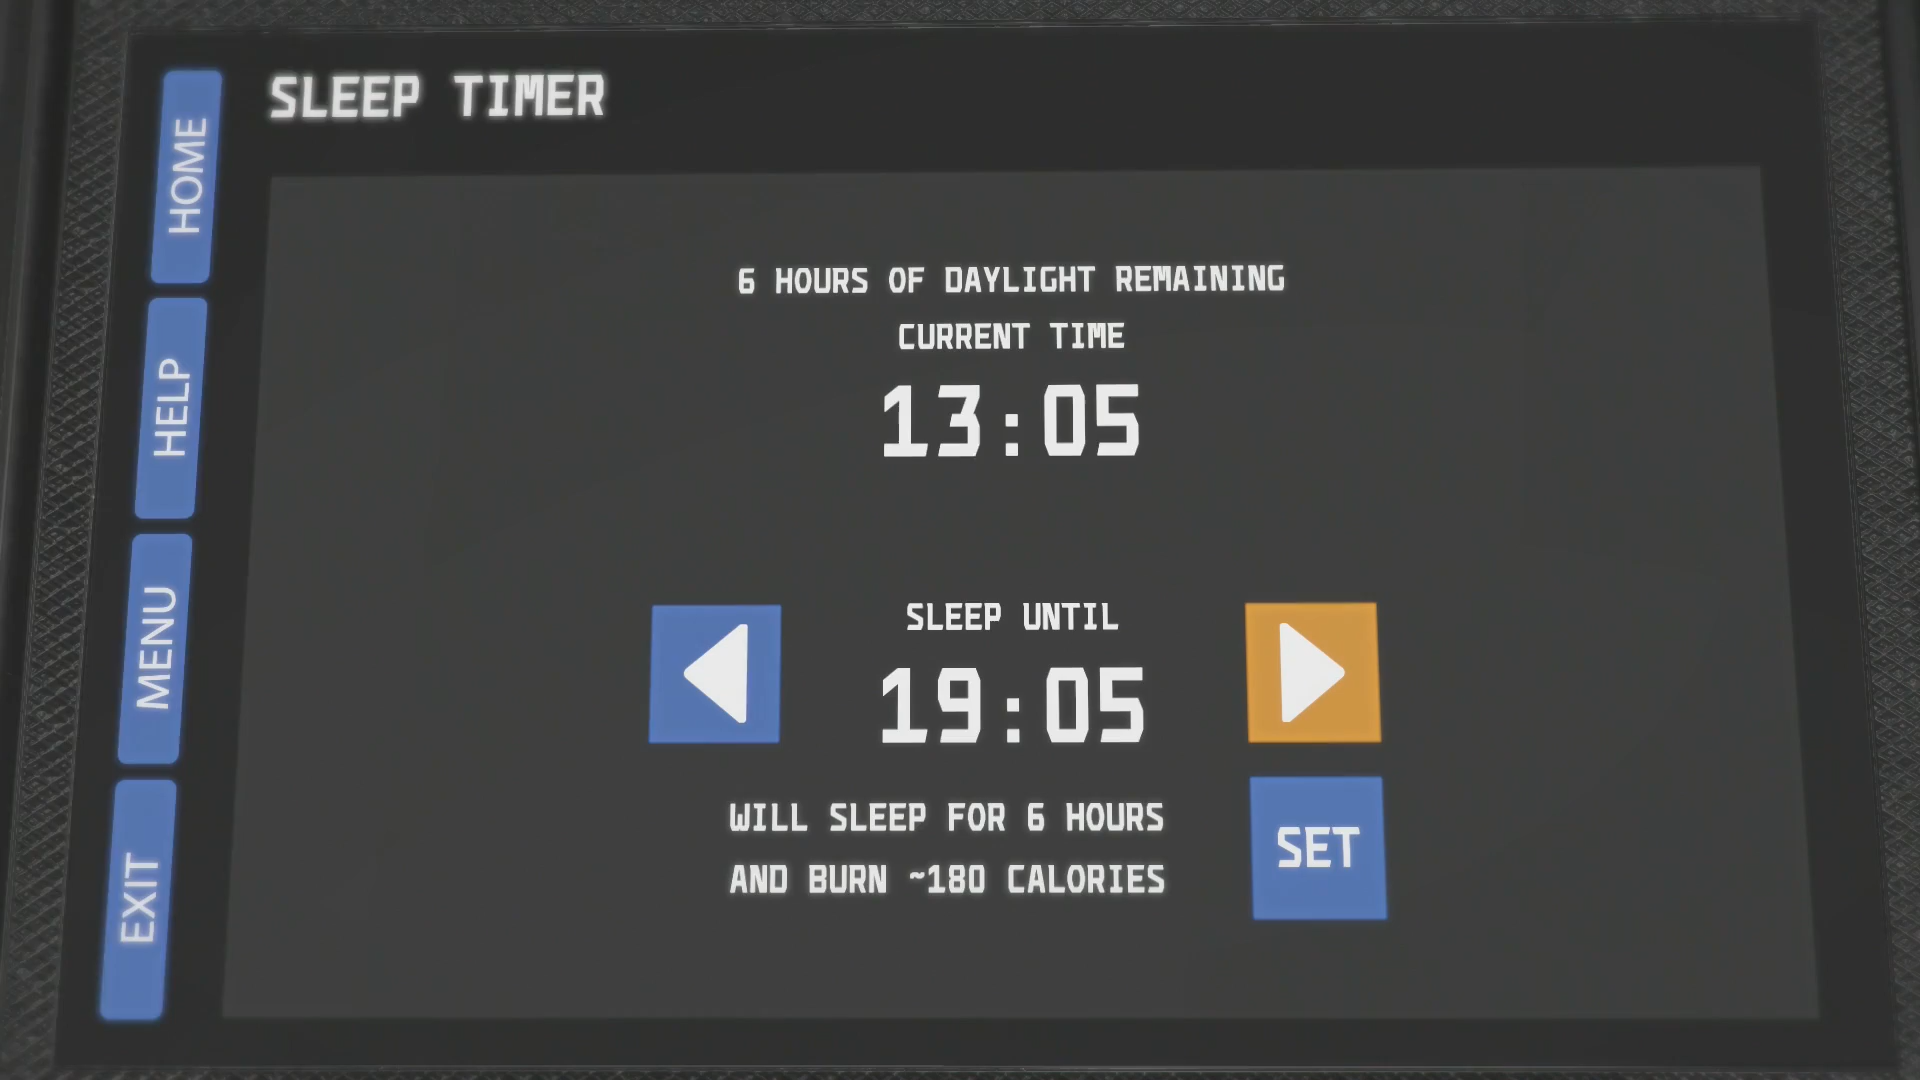 SLEEP TIMER
HOME
HELP
MENU
EXIT
6 HOURS OF DAYLIGHT REMAINING
CURRENT TIME
13:05
SLEEP UNTIL
19:05
WILL SLEEP FOR 6 HOURS
AND BURN ~180 CALORIES
SET